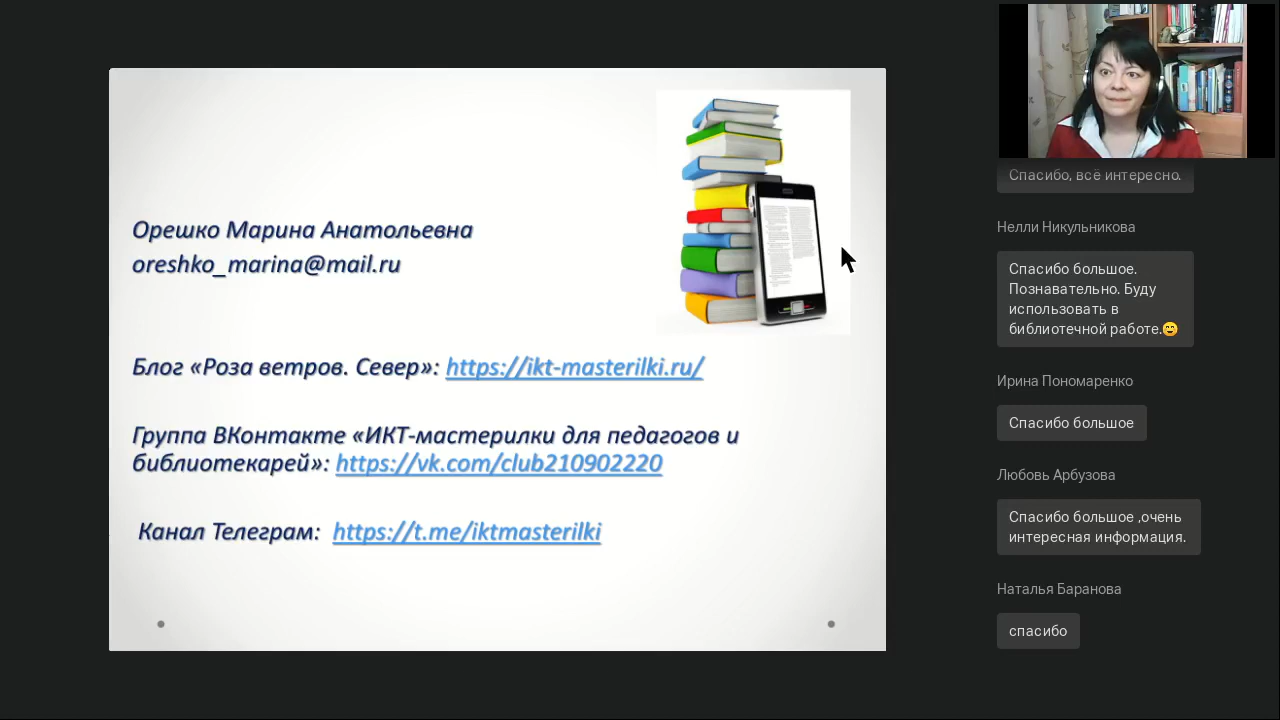 Орешко Марина Анатольевна
oreshko_marina@mail.ru
Блог «Роза ветров. Север»: https://ikt-masterilki.ru/
Группа ВКонтакте «ИКТ-мастерилки для педагогов и
библиотекарей»: https://vk.com/club210902220
Канал Телеграм: https://t.me/iktmasterilki
Спасибо, всё интересно.
Нелли Никульникова
Спасибо большое.
Познавательно. Буду
использовать в
библиотечной работе.😊
Ирина Пономаренко
Спасибо большое
Любовь Арбузова
Спасибо большое ,очень
интересная информация.
Наталья Баранова
спасибо